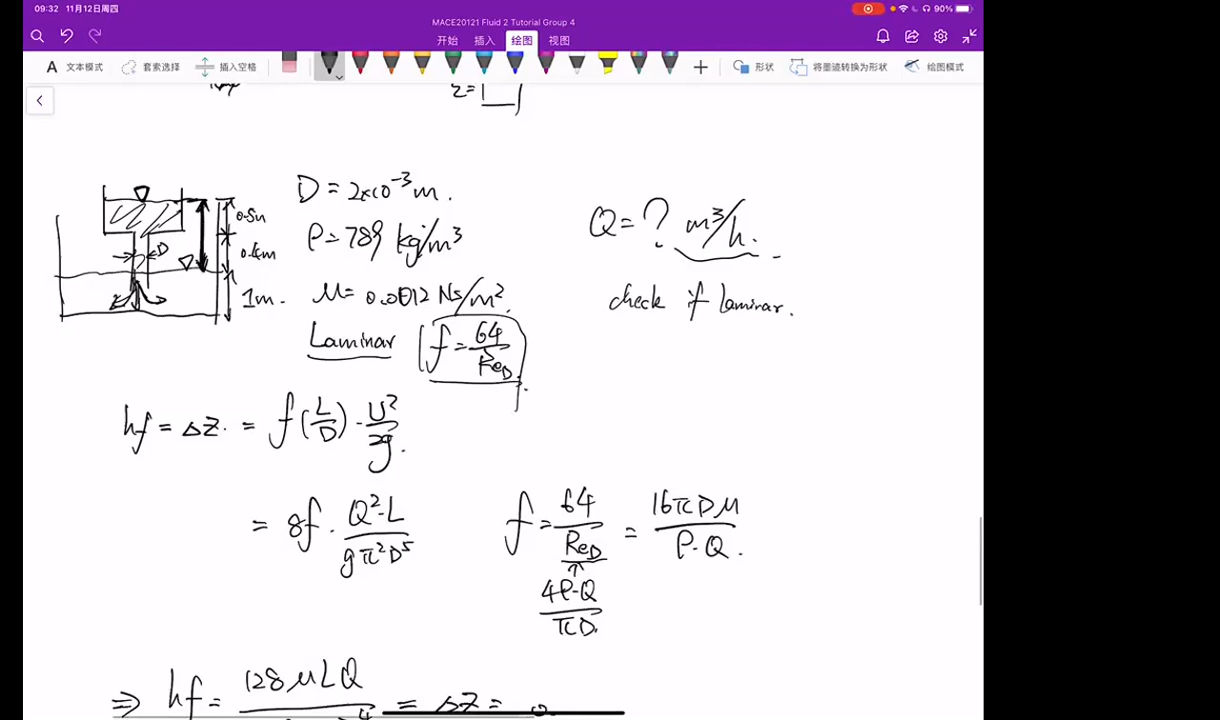 09:32 11月12日周四
90%
MACE20121 Fluid 2 Tutorial Group 4
开始 插入 绘图 视图
A 文本模式 套索选择 插入空格 形状 将墨迹转换为形状 绘图模式
z=
D = 2×10⁻³ m.
ρ = 789 kg/m³
μ = 0.0012 Ns/m².
Laminar (f = 64/Re_D
Q = ? m³/h.
check if laminar.
0.5m
0.4m
D
1m.
hf = ΔZ. = f(L/D)·U²/2g.
= 8f · Q²·L/gπ²D⁵
f = 64/Re_D = 16πDμ/ρ·Q.
4ρ·Q/πD.
⇒ hf = 128μLQ = ΔZ =